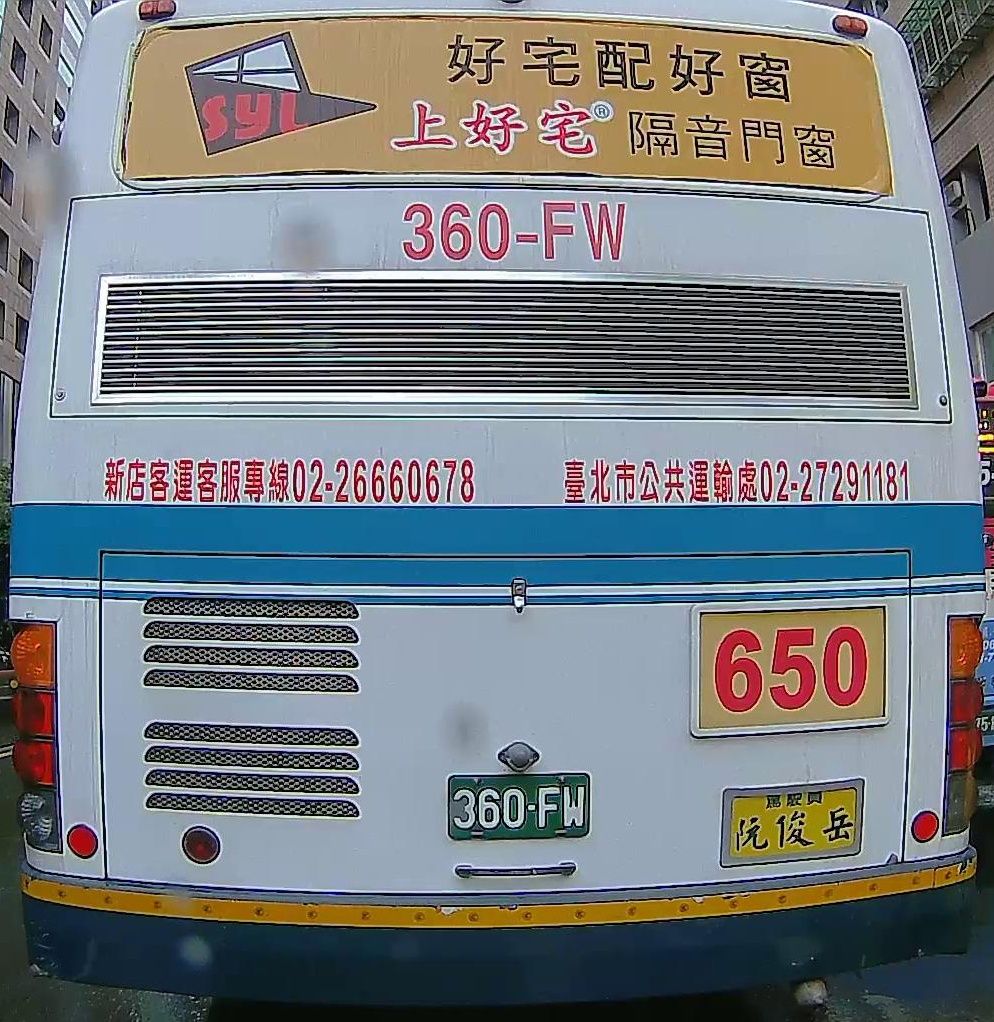 好宅配好窗
SYL
上好宅® 隔音門窗
360-FW
新店客運客服專線02-26660678
臺北市公共運輸處02-27291181
650
360-FW
駕駛員
阮俊岳